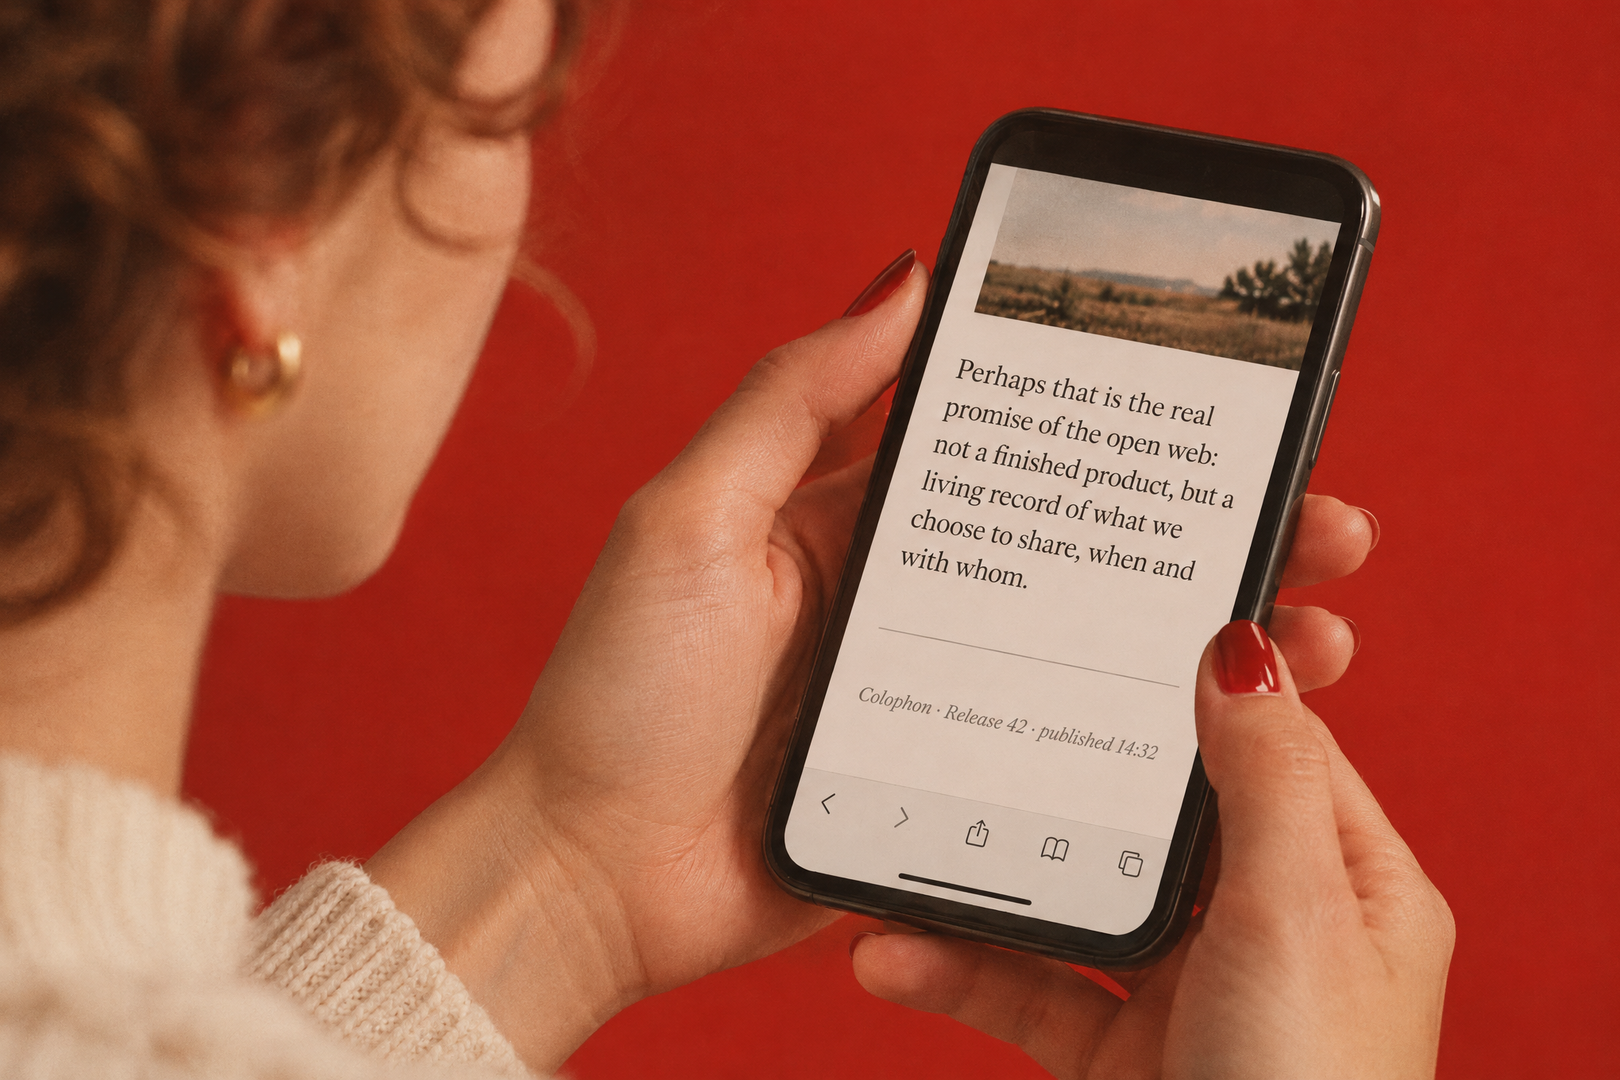 Perhaps that is the real
promise of the open web:
not a finished product, but a
living record of what we
choose to share, when and
with whom.
Colophon · Release 42 · published 14:32